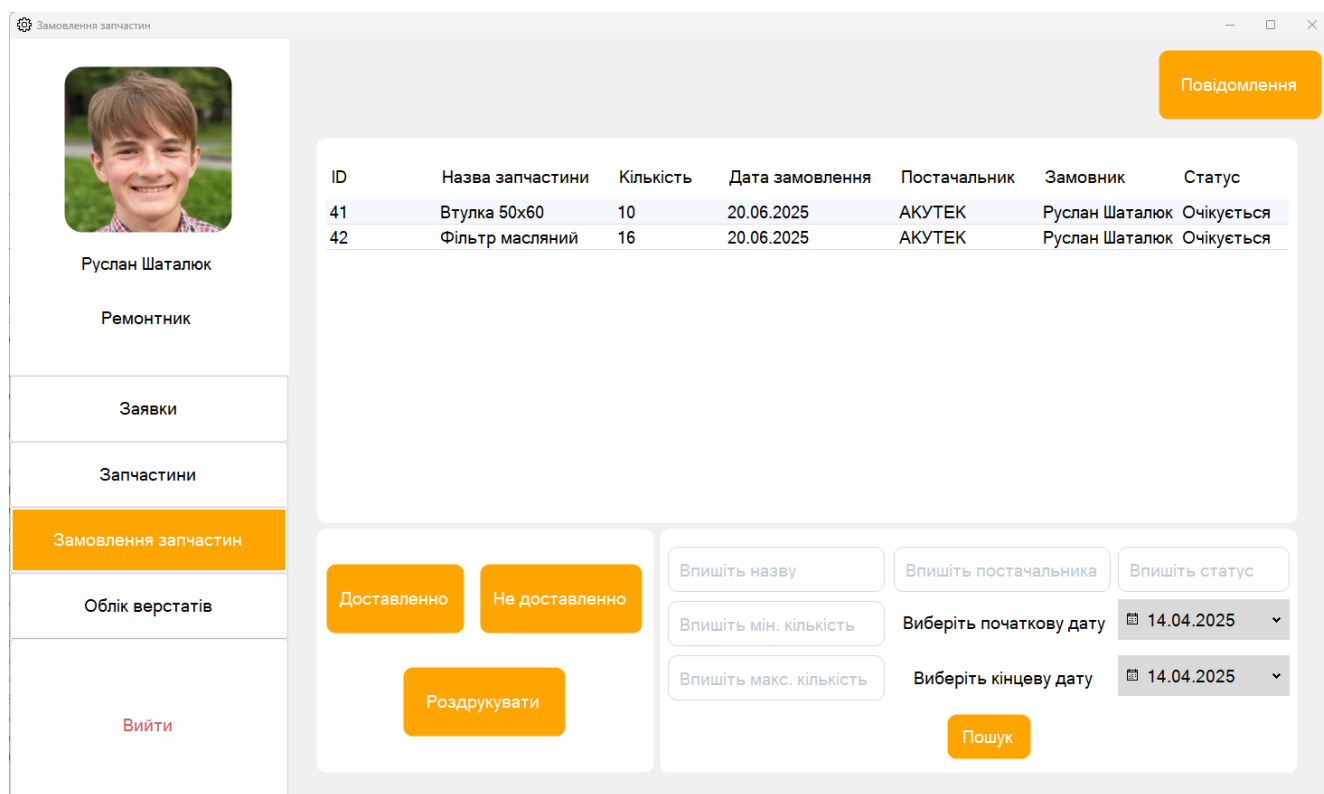 Замовлення запчастин
Руслан Шаталюк
Ремонтник
Заявки
Запчастини
Замовлення запчастин
Облік верстатів
Вийти
Повідомлення
ID Назва запчастини Кількість Дата замовлення Постачальник Замовник Статус
41 Втулка 50x60 10 20.06.2025 АКУТЕК Руслан Шаталюк Очікується
42 Фільтр масляний 16 20.06.2025 АКУТЕК Руслан Шаталюк Очікується
Доставленно Не доставленно
Роздрукувати
Впишіть назву Впишіть постачальника Впишіть статус
Впишіть мін. кількість Виберіть початкову дату 14.04.2025
Впишіть макс. кількість Виберіть кінцеву дату 14.04.2025
Пошук